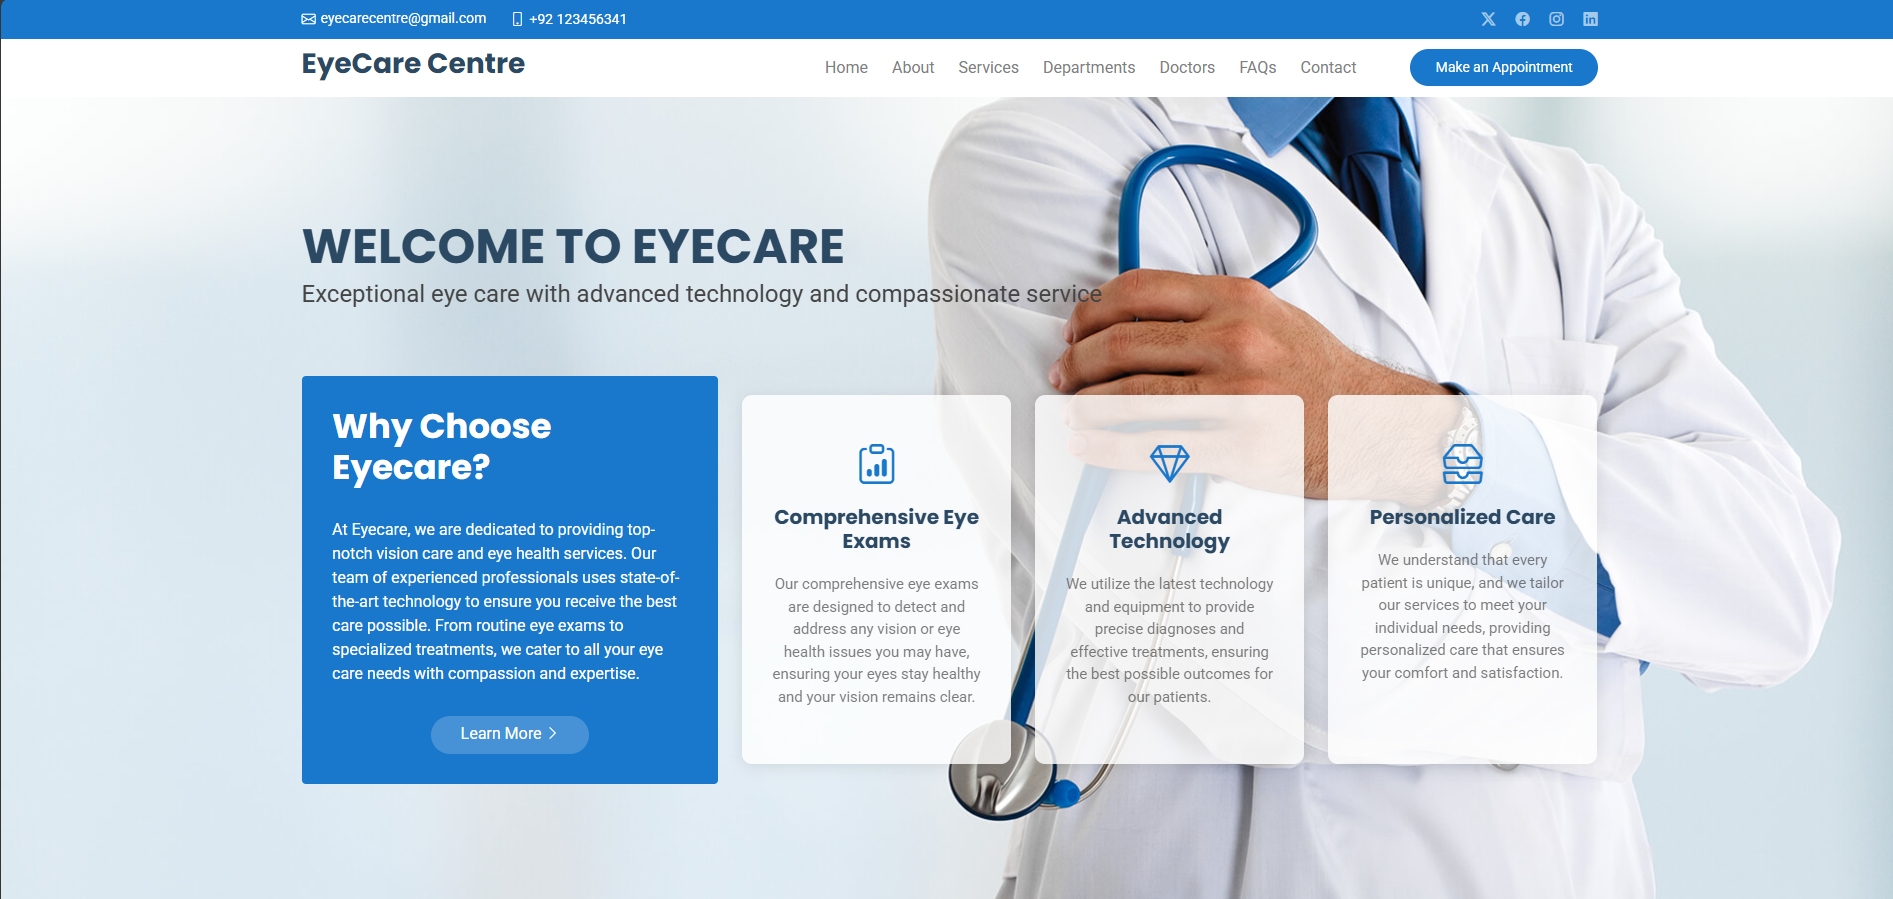 eyecarecentre@gmail.com
+92 123456341
EyeCare Centre
Home
About
Services
Departments
Doctors
FAQs
Contact
Make an Appointment
WELCOME TO EYECARE
Exceptional eye care with advanced technology and compassionate service
Why Choose
Eyecare?
At Eyecare, we are dedicated to providing top-
notch vision care and eye health services. Our
team of experienced professionals uses state-of-
the-art technology to ensure you receive the best
care possible. From routine eye exams to
specialized treatments, we cater to all your eye
care needs with compassion and expertise.
Learn More
Comprehensive Eye
Exams
Our comprehensive eye exams
are designed to detect and
address any vision or eye
health issues you may have,
ensuring your eyes stay healthy
and your vision remains clear.
Advanced
Technology
We utilize the latest technology
and equipment to provide
precise diagnoses and
effective treatments, ensuring
the best possible outcomes for
our patients.
Personalized Care
We understand that every
patient is unique, and we tailor
our services to meet your
individual needs, providing
personalized care that ensures
your comfort and satisfaction.